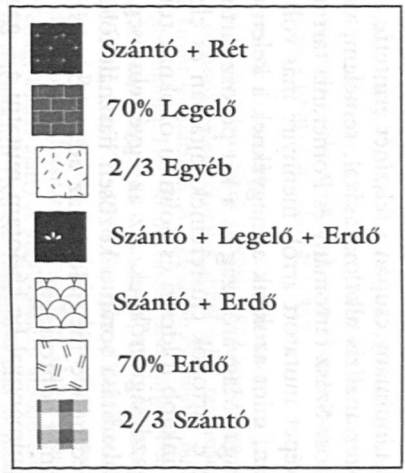 Szántó + Rét
70% Legelő
2/3 Egyéb
Szántó + Legelő + Erdő
Szántó + Erdő
70% Erdő
2/3 Szántó